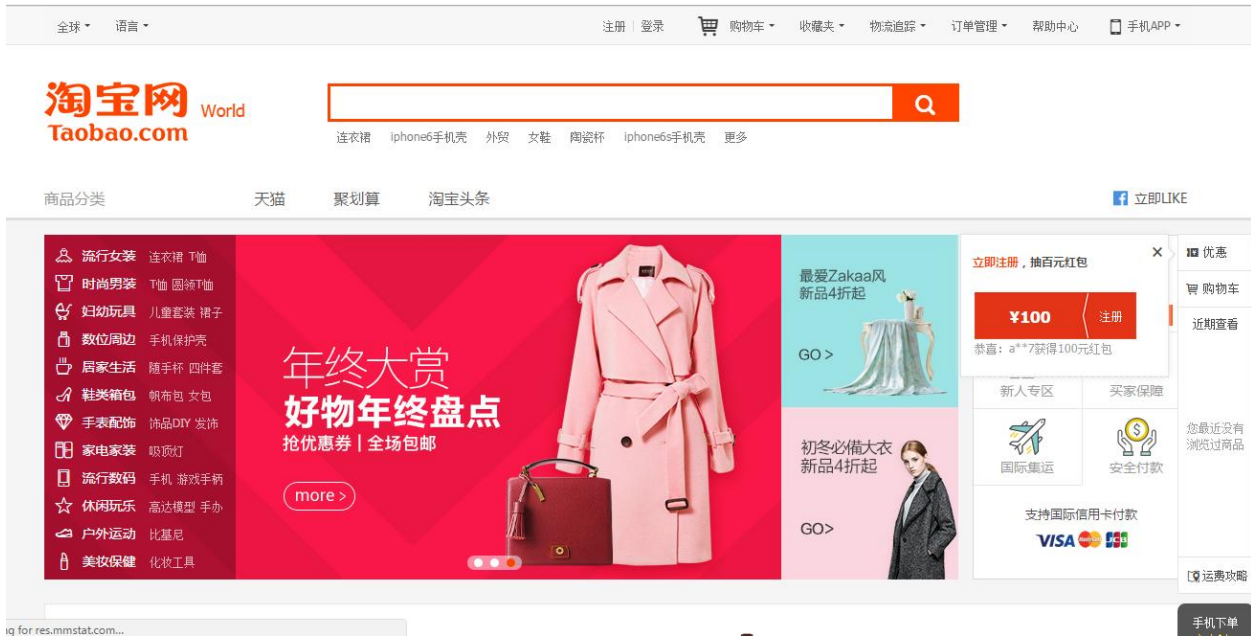 全球 语言 注册 登录 购物车 收藏夹 物流追踪 订单管理 帮助中心 手机APP
淘宝网 World
Taobao.com
连衣裙 iphone6手机壳 外贸 女鞋 陶瓷杯 iphone6s手机壳 更多
商品分类 天猫 聚划算 淘宝头条 立即LIKE
流行女装 连衣裙 T恤
时尚男装 T恤 圆领T恤
妇幼玩具 儿童套装 裙子
数位周边 手机保护壳
居家生活 随手杯 四件套
鞋类箱包 帆布包 女包
手表配饰 饰品DIY 发饰
家电家装 吸顶灯
流行数码 手机 游戏手柄
休闲玩乐 高达模型 手办
户外运动 比基尼
美妆保健 化妆工具
年终大赏
好物年终盘点
抢优惠券 | 全场包邮
more >
最爱Zakaa风
新品4折起
GO >
初冬必備大衣
新品4折起
GO>
立即注册，抽百元红包
¥100 注册
恭喜：a**7获得100元红包
新人专区 买家保障
国际集运 安全付款
支持国际信用卡付款
VISA MasterCard JCB
优惠
购物车
近期查看
您最近没有
浏览过商品
运费攻略
手机下单
ng for res.mmstat.com...